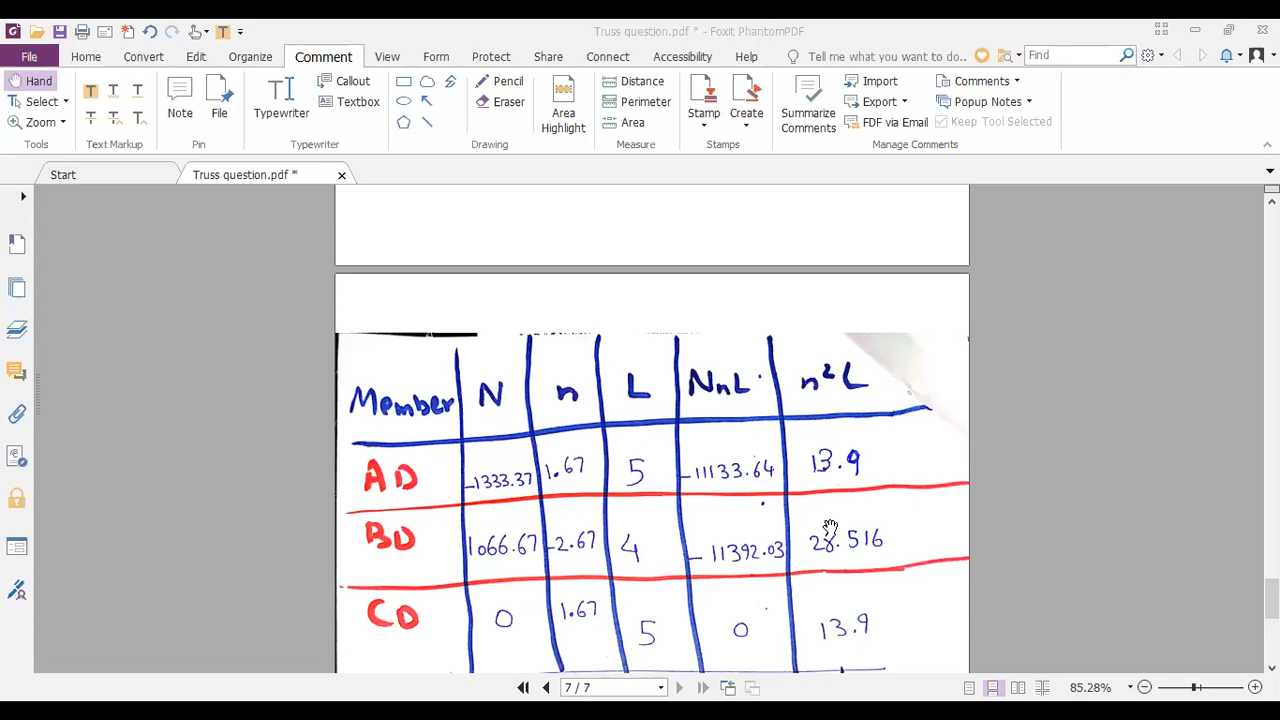 Truss question.pdf * - Foxit PhantomPDF
File Home Convert Edit Organize Comment View Form Protect Share Connect Accessibility Help Tell me what you want to do... Find
Hand
Select
Zoom
Tools
T T T
T T T
Text Markup
Note
File
Pin
Typewriter
Callout
Textbox
Typewriter
Pencil
Eraser
Area
Highlight
Drawing
Distance
Perimeter
Area
Measure
Stamp
Create
Stamps
Summarize
Comments
Import
Export
FDF via Email
Comments
Popup Notes
Keep Tool Selected
Manage Comments
Start
Truss question.pdf *
Member N n L NnL n²L
AD -1333.37 1.67 5 -11133.64 13.9
BD 1066.67 -2.67 4 -11392.03 28.516
CD 0 1.67 5 0 13.9
7 / 7
85.28%